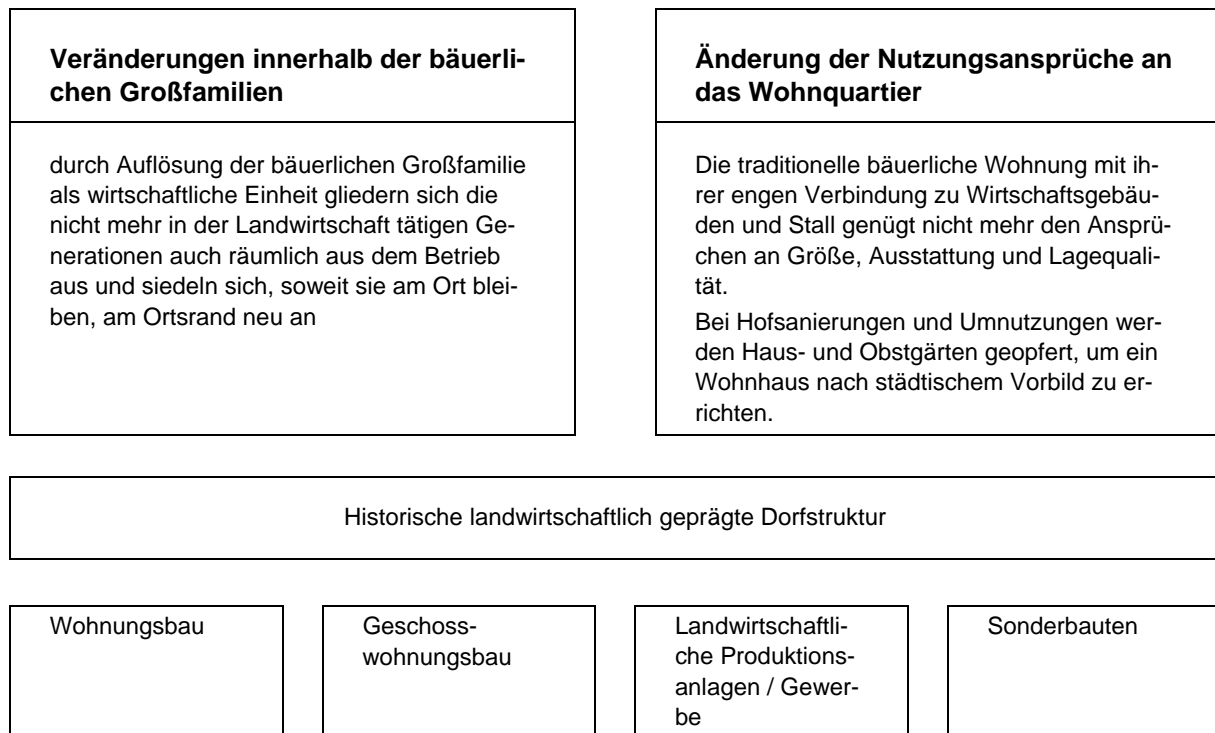 Veränderungen innerhalb der bäuerli-
chen Großfamilien
durch Auflösung der bäuerlichen Großfamilie
als wirtschaftliche Einheit gliedern sich die
nicht mehr in der Landwirtschaft tätigen Ge-
nerationen auch räumlich aus dem Betrieb
aus und siedeln sich, soweit sie am Ort blei-
ben, am Ortsrand neu an
Änderung der Nutzungsansprüche an
das Wohnquartier
Die traditionelle bäuerliche Wohnung mit ih-
rer engen Verbindung zu Wirtschaftsgebäu-
den und Stall genügt nicht mehr den Ansprü-
chen an Größe, Ausstattung und Lagequali-
tät.
Bei Hofsanierungen und Umnutzungen wer-
den Haus- und Obstgärten geopfert, um ein
Wohnhaus nach städtischem Vorbild zu er-
richten.
Historische landwirtschaftlich geprägte Dorfstruktur
Wohnungsbau
Geschoss-
wohnungsbau
Landwirtschaftli-
che Produktions-
anlagen / Gewer-
be
Sonderbauten